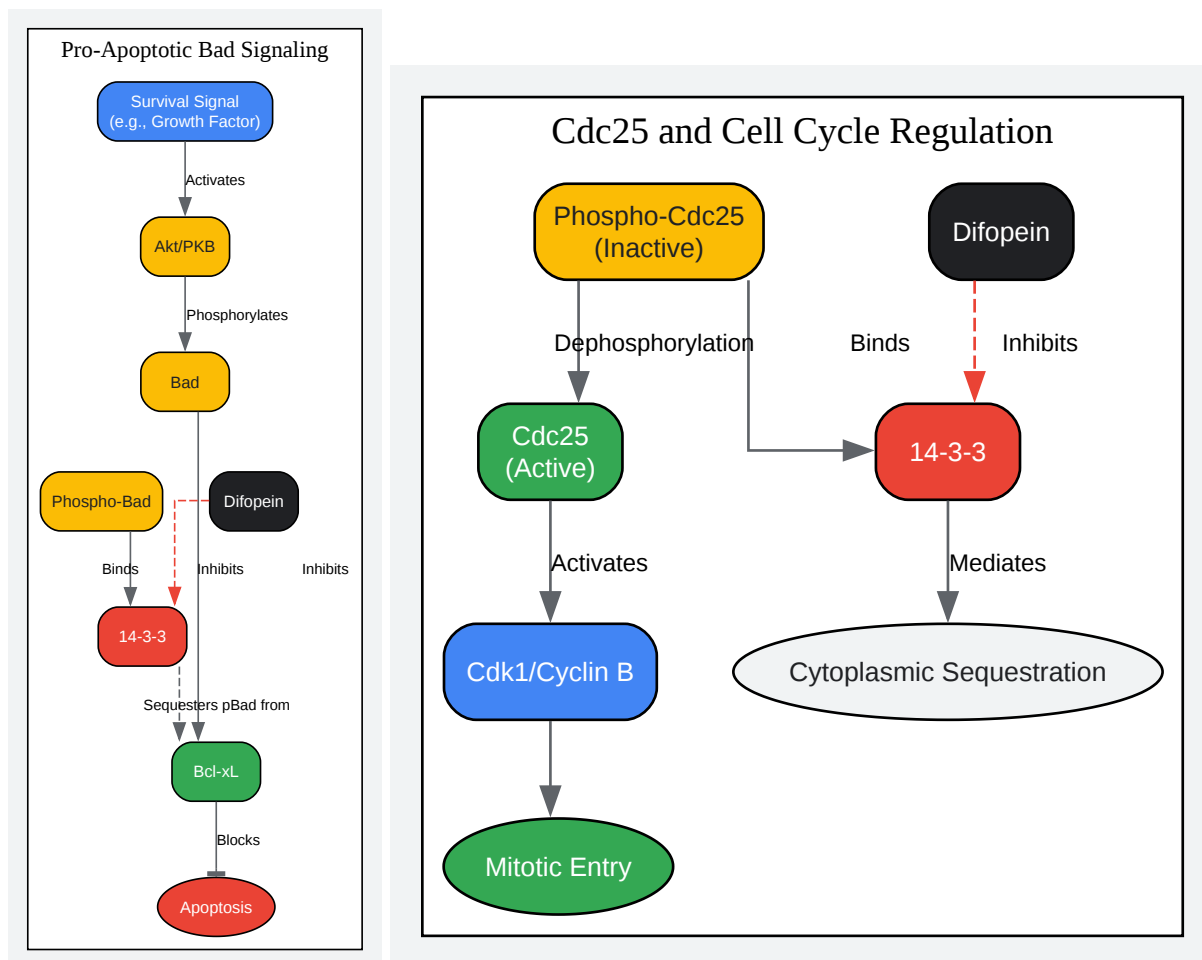 Pro-Apoptotic Bad Signaling
Survival Signal
(e.g., Growth Factor)
Activates
Akt/PKB
Phosphorylates
Bad
Phospho-Bad
Difopein
Binds
Inhibits
Inhibits
14-3-3
Sequesters pBad from
Bcl-xL
Blocks
Apoptosis
Cdc25 and Cell Cycle Regulation
Phospho-Cdc25
(Inactive)
Difopein
Dephosphorylation
Binds
Inhibits
Cdc25
(Active)
14-3-3
Activates
Mediates
Cdk1/Cyclin B
Cytoplasmic Sequestration
Mitotic Entry